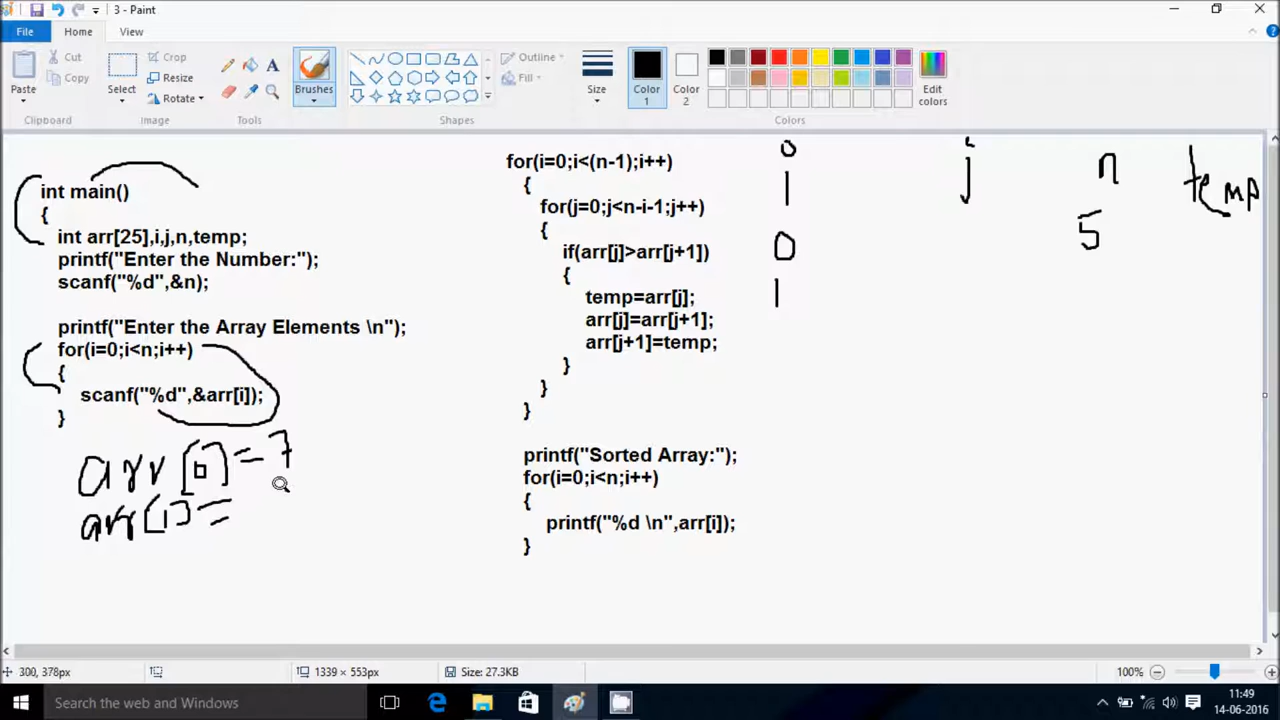 3 - Paint
File Home View
Paste Cut Copy Select Crop Resize Rotate A Brushes Outline Fill Size Color 1 Color 2 Edit colors
Clipboard Image Tools Shapes Colors
int main()
{
int arr[25],i,j,n,temp;
printf("Enter the Number:");
scanf("%d",&n);
printf("Enter the Array Elements \n");
for(i=0;i<n;i++)
{
scanf("%d",&arr[i]);
}
arr[0]=7
arr[1]=
for(i=0;i<(n-1);i++)
{
for(j=0;j<n-i-1;j++)
{
if(arr[j]>arr[j+1])
{
temp=arr[j];
arr[j]=arr[j+1];
arr[j+1]=temp;
}
}
}
printf("Sorted Array:");
for(i=0;i<n;i++)
{
printf("%d \n",arr[i]);
}
i j n temp
0 5
1
300, 378px 1339 × 553px Size: 27.3KB 100%
Search the web and Windows 11:49
14-06-2016